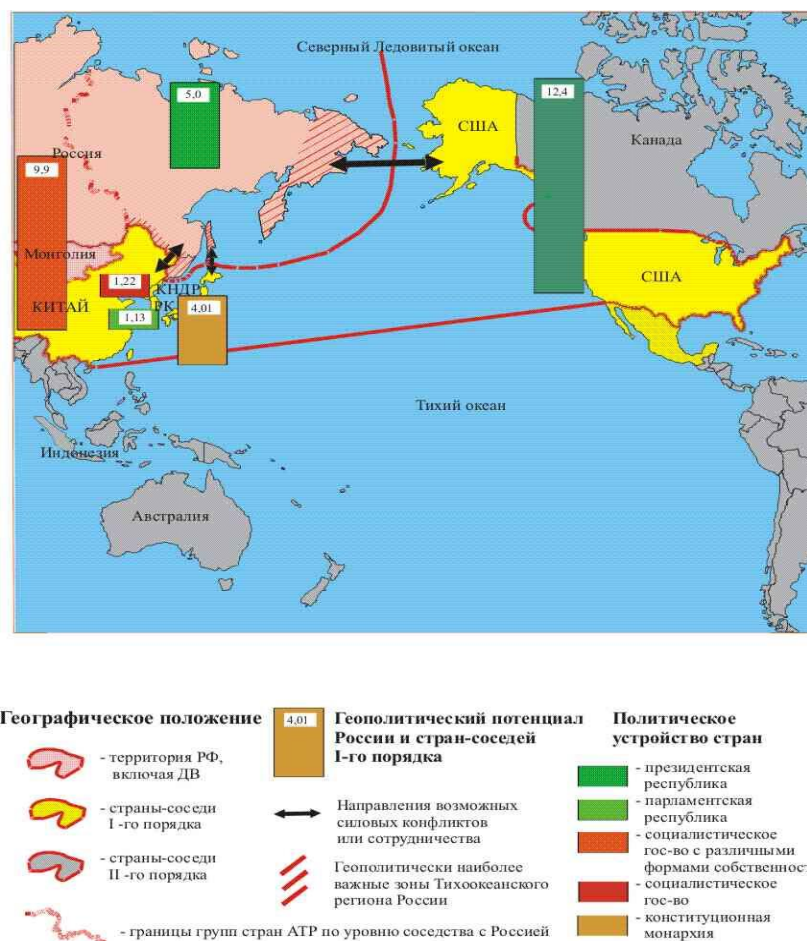 Северный Ледовитый океан
5,0
12,4
США
Канада
Россия
9,9
Монголия
1,22
КНДР
США
КИТАЙ
РК
1,13
4,01
Тихий океан
Индонезия
Австралия
Географическое положение
- территория РФ,
включая ДВ
- страны-соседи
I -го порядка
- страны-соседи
II -го порядка
- границы групп стран АТР по уровню соседства с Россией
4,01
Геополитический потенциал
России и стран-соседей
I-го порядка
Направления возможных
силовых конфликтов
или сотрудничества
Геополитически наиболее
важные зоны Тихоокеанского
региона России
Политическое
устройство стран
- президентская
республика
- парламентская
республика
- социалистическое
гос-во с различными
формами собственнос
- социалистическое
гос-во
- конституционная
монархия